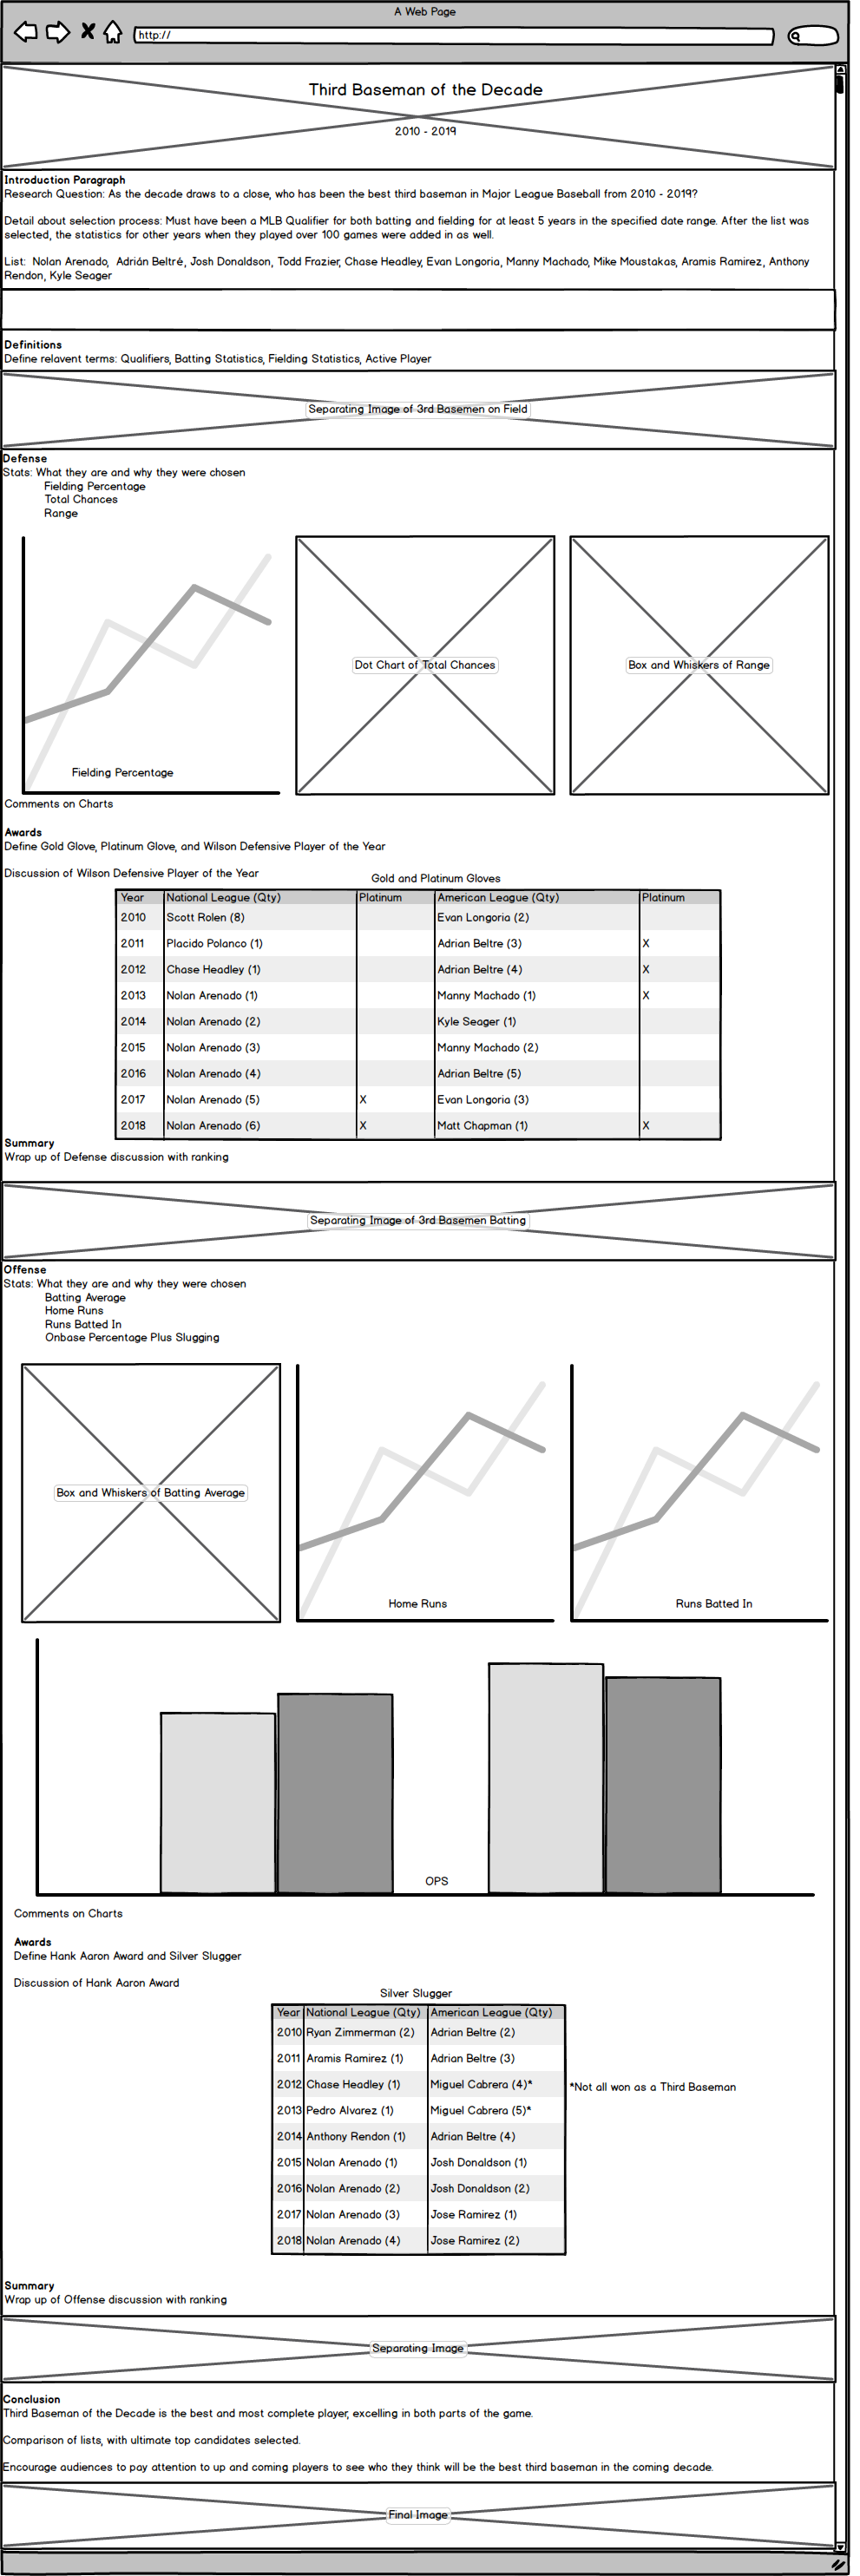 A Web Page
http://
Third Baseman of the Decade
2010 - 2019
Introduction Paragraph
Research Question: As the decade draws to a close, who has been the best third baseman in Major League Baseball from 2010 - 2019?
Detail about selection process: Must have been a MLB Qualifier for both batting and fielding for at least 5 years in the specified date range. After the list was
selected, the statistics for other years when they played over 100 games were added in as well.
List: Nolan Arenado, Adrián Beltré, Josh Donaldson, Todd Frazier, Chase Headley, Evan Longoria, Manny Machado, Mike Moustakas, Aramis Ramirez, Anthony
Rendon, Kyle Seager
Definitions
Define relavent terms: Qualifiers, Batting Statistics, Fielding Statistics, Active Player
Separating Image of 3rd Basemen on Field
Defense
Stats: What they are and why they were chosen
Fielding Percentage
Total Chances
Range
Fielding Percentage
Dot Chart of Total Chances
Box and Whiskers of Range
Comments on Charts
Awards
Define Gold Glove, Platinum Glove, and Wilson Defensive Player of the Year
Discussion of Wilson Defensive Player of the Year
Gold and Platinum Gloves
Year National League (Qty) Platinum American League (Qty) Platinum
2010 Scott Rolen (8) Evan Longoria (2)
2011 Placido Polanco (1) Adrian Beltre (3) X
2012 Chase Headley (1) Adrian Beltre (4) X
2013 Nolan Arenado (1) Manny Machado (1) X
2014 Nolan Arenado (2) Kyle Seager (1)
2015 Nolan Arenado (3) Manny Machado (2)
2016 Nolan Arenado (4) Adrian Beltre (5)
2017 Nolan Arenado (5) X Evan Longoria (3)
2018 Nolan Arenado (6) X Matt Chapman (1) X
Summary
Wrap up of Defense discussion with ranking
Separating Image of 3rd Basemen Batting
Offense
Stats: What they are and why they were chosen
Batting Average
Home Runs
Runs Batted In
Onbase Percentage Plus Slugging
Box and Whiskers of Batting Average
Home Runs
Runs Batted In
OPS
Comments on Charts
Awards
Define Hank Aaron Award and Silver Slugger
Discussion of Hank Aaron Award
Silver Slugger
Year National League (Qty) American League (Qty)
2010 Ryan Zimmerman (2) Adrian Beltre (2)
2011 Aramis Ramirez (1) Adrian Beltre (3)
2012 Chase Headley (1) Miguel Cabrera (4)* *Not all won as a Third Baseman
2013 Pedro Alvarez (1) Miguel Cabrera (5)*
2014 Anthony Rendon (1) Adrian Beltre (4)
2015 Nolan Arenado (1) Josh Donaldson (1)
2016 Nolan Arenado (2) Josh Donaldson (2)
2017 Nolan Arenado (3) Jose Ramirez (1)
2018 Nolan Arenado (4) Jose Ramirez (2)
Summary
Wrap up of Offense discussion with ranking
Separating Image
Conclusion
Third Baseman of the Decade is the best and most complete player, excelling in both parts of the game.
Comparison of lists, with ultimate top candidates selected.
Encourage audiences to pay attention to up and coming players to see who they think will be the best third baseman in the coming decade.
Final Image